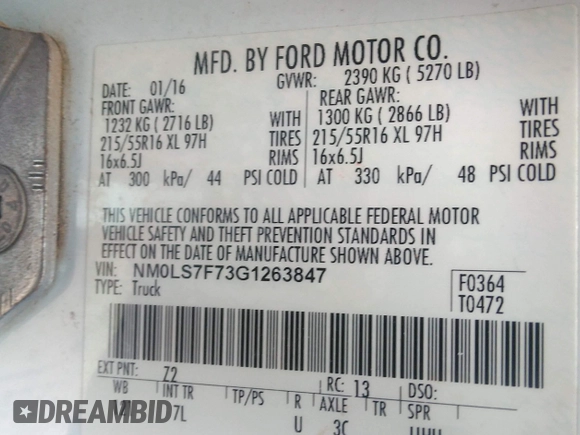 MFD. BY FORD MOTOR CO.
DATE: 01/16 GVWR: 2390 KG ( 5270 LB)
FRONT GAWR: REAR GAWR:
1232 KG ( 2716 LB) WITH 1300 KG ( 2866 LB) WITH
215/55R16 XL 97H TIRES 215/55R16 XL 97H TIRES
16x6.5J RIMS 16x6.5J RIMS
AT 300 kPa/ 44 PSI COLD AT 330 kPa/ 48 PSI COLD
THIS VEHICLE CONFORMS TO ALL APPLICABLE FEDERAL MOTOR
VEHICLE SAFETY AND THEFT PREVENTION STANDARDS IN
EFFECT ON THE DATE OF MANUFACTURE SHOWN ABOVE.
VIN: NM0LS7F73G1263847 F0364
TYPE: Truck T0472
EXT PNT: Z2 RC: 13 DSO:
WB INT TR TP/PS R AXLE TR SPR
7L U 3C
DREAMBID